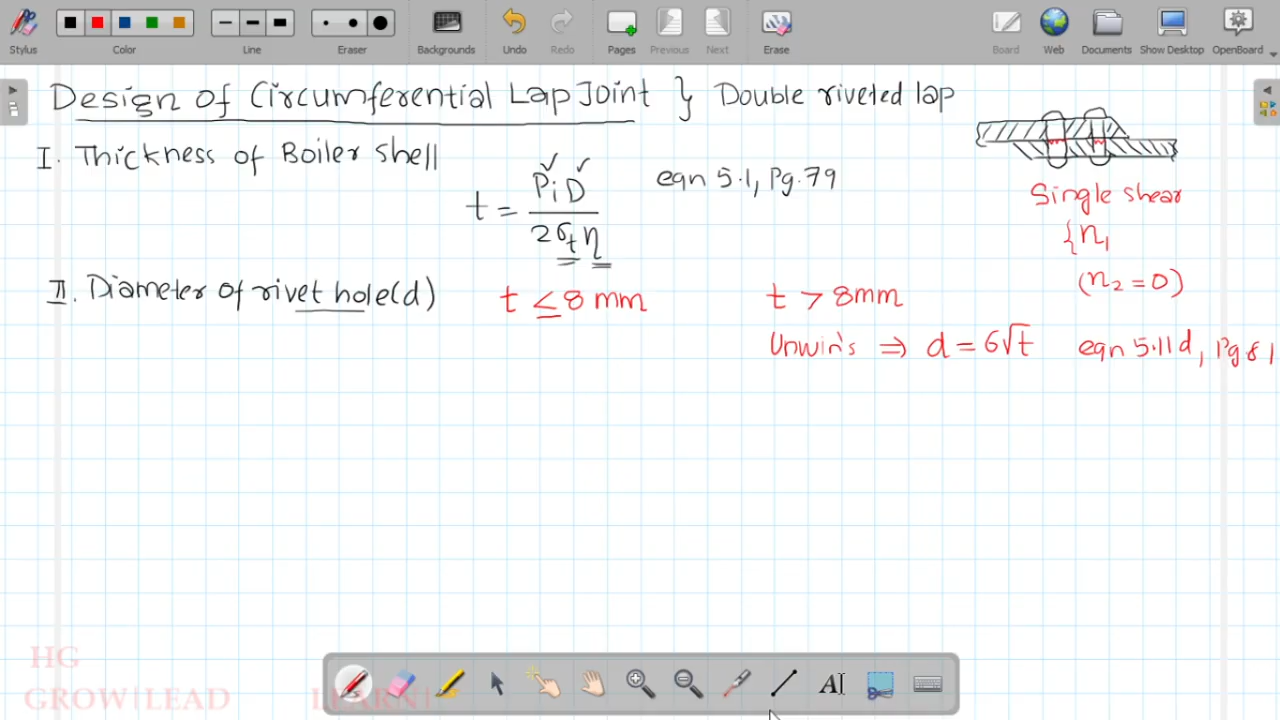 Stylus Color Line Eraser Backgrounds Undo Redo Pages Previous Next Erase Board Web Documents Show Desktop OpenBoard
Design of Circumferential Lap Joint } Double riveted lap
I. Thickness of Boiler shell
t = PiD / 2σtη
eqn 5.1, Pg.79
Single shear
{n1
(n2 = 0)
II. Diameter of rivet hole(d)
t ≤ 8mm
t > 8mm
Unwin's ⇒ d = 6√t eqn 5.11d, Pg 81
HG
GROW|LEAD LEARN|